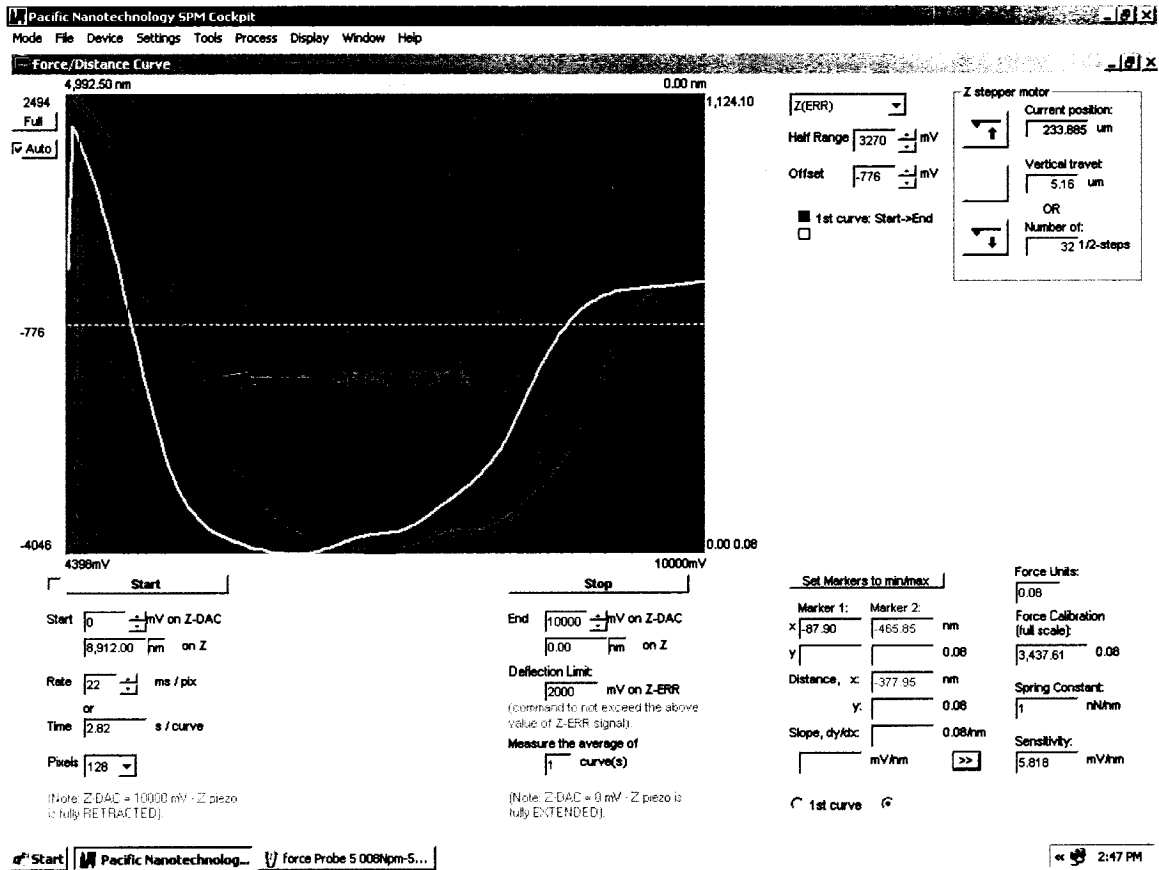 Pacific Nanotechnology SPM Cockpit
Mode File Device Settings Tools Process Display Window Help
Force/Distance Curve
4,992.50 nm 0.00 nm
2494
Full
Auto
-776
-4046
1,124.10
0.00 0.08
4398mV 10000mV
Z(ERR)
Half Range 3270 mV
Offset -776 mV
1st curve: Start->End
Z stepper motor
Current position:
233.885 um
Vertical travel:
5.16 um
OR
Number of:
32 1/2-steps
Start
Start 0 mV on Z-DAC
8,912.00 nm on Z
Rate 22 ms / pix
or
Time 2.82 s / curve
Pixels 128
(Note: Z-DAC = 10000 mV - Z piezo
is fully RETRACTED).
Stop
End 10000 mV on Z-DAC
0.00 nm on Z
Deflection Limit:
2000 mV on Z-ERR
(command to not exceed the above
value of Z-ERR signal).
Measure the average of
1 curve(s)
(Note: Z-DAC = 0 mV - Z piezo is
fully EXTENDED).
Set Markers to min/max
Marker 1: Marker 2:
x -87.90 -465.85 nm
y 0.08
Distance, x: -377.95 nm
y: 0.08
Slope, dy/dx: 0.08/nm
mV/nm >>
1st curve
Force Units:
0.08
Force Calibration
(full scale):
3,437.61 0.08
Spring Constant:
1 nN/nm
Sensitivity:
5.818 mV/nm
Start Pacific Nanotechnolog... force Probe 5 008Npm-S... « 2:47 PM